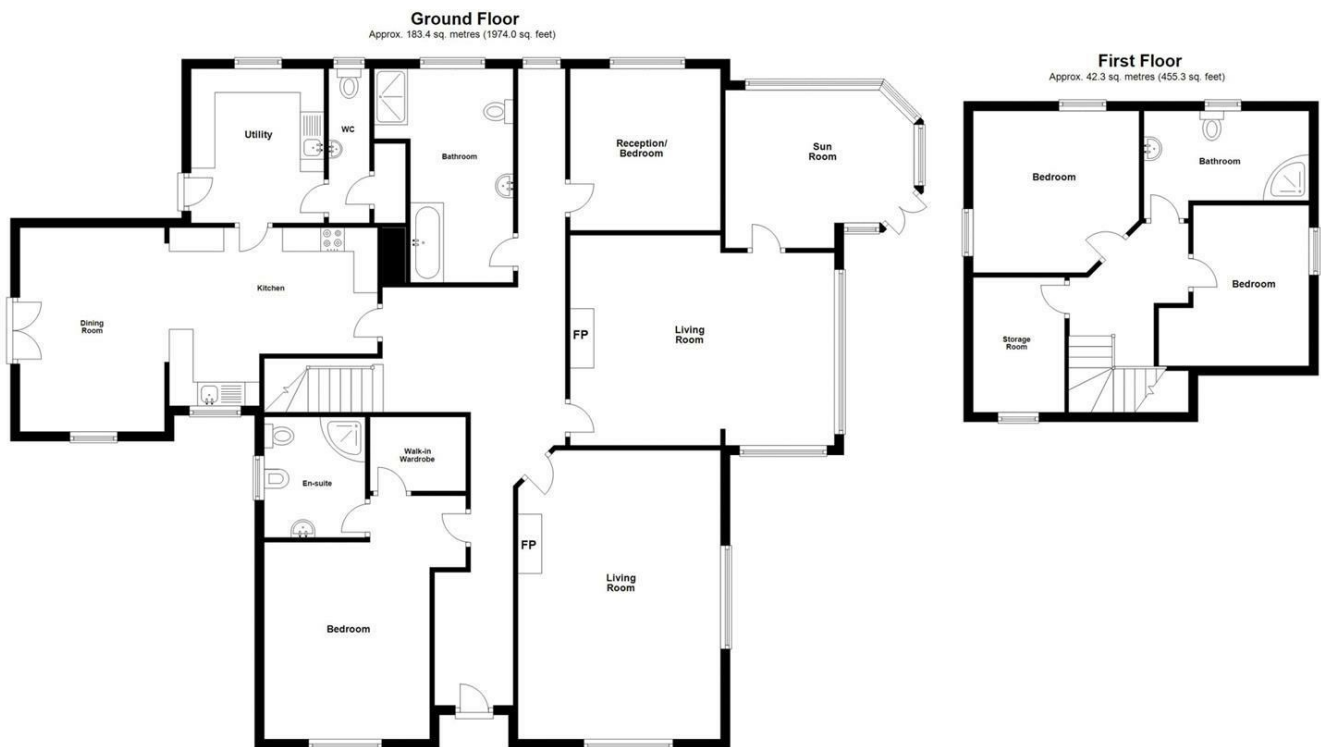 Ground Floor
Approx. 183.4 sq. metres (1974.0 sq. feet)
Utility
WC
Bathroom
Reception/
Bedroom
Sun
Room
Dining
Room
Kitchen
FP
Living
Room
En-suite
Walk-in
Wardrobe
FP
Living
Room
Bedroom
First Floor
Approx. 42.3 sq. metres (455.3 sq. feet)
Bedroom
Bathroom
Bedroom
Storage
Room